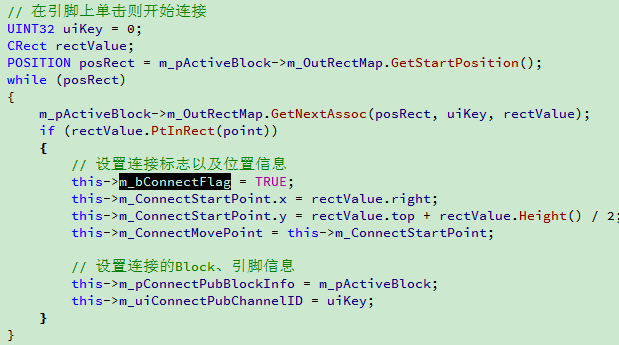 // 在引脚上单击则开始连接
UINT32 uiKey = 0;
CRect rectValue;
POSITION posRect = m_pActiveBlock->m_OutRectMap.GetStartPosition();
while (posRect)
{
m_pActiveBlock->m_OutRectMap.GetNextAssoc(posRect, uiKey, rectValue);
if (rectValue.PtInRect(point))
{
// 设置连接标志以及位置信息
this->m_bConnectFlag = TRUE;
this->m_ConnectStartPoint.x = rectValue.right;
this->m_ConnectStartPoint.y = rectValue.top + rectValue.Height() / 2;
this->m_ConnectMovePoint = this->m_ConnectStartPoint;
// 设置连接的Block、引脚信息
this->m_pConnectPubBlockInfo = m_pActiveBlock;
this->m_uiConnectPubChannelID = uiKey;
}
}